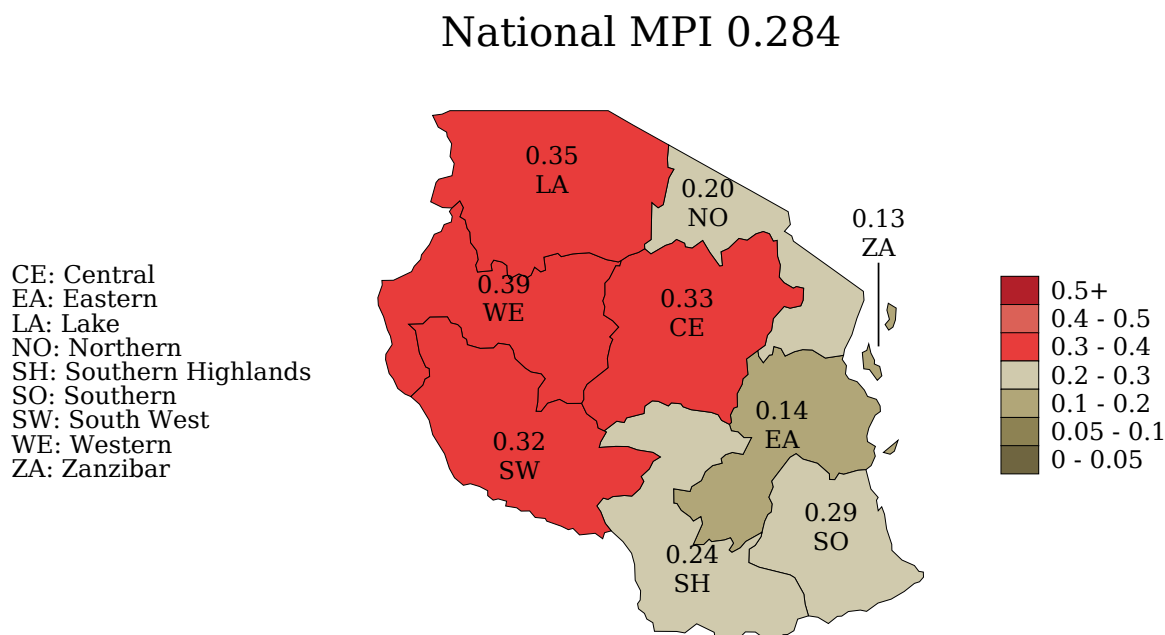 National MPI 0.284
0.35
LA
0.20
NO
0.13
ZA
0.39
WE
0.33
CE
0.14
EA
0.32
SW
0.29
SO
0.24
SH
CE: Central
EA: Eastern
LA: Lake
NO: Northern
SH: Southern Highlands
SO: Southern
SW: South West
WE: Western
ZA: Zanzibar
0.5+
0.4 - 0.5
0.3 - 0.4
0.2 - 0.3
0.1 - 0.2
0.05 - 0.1
0 - 0.05